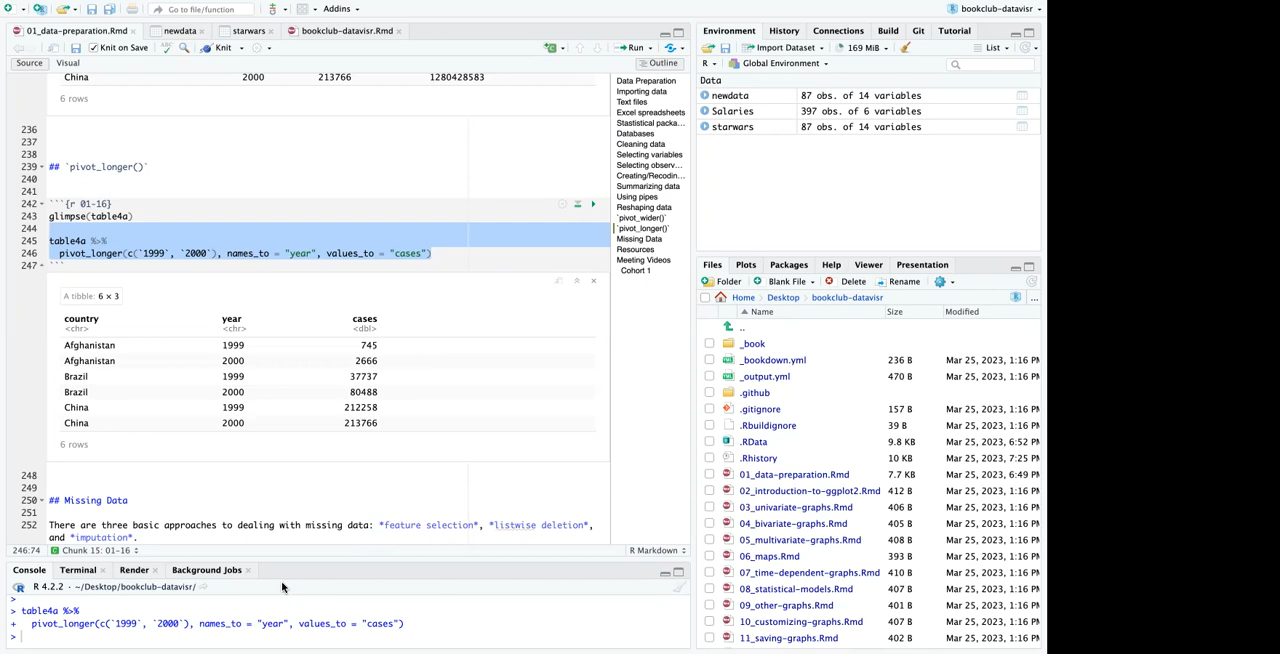 Go to file/function
Addins
bookclub-datavisr
01_data-preparation.Rmd
newdata
starwars
bookclub-datavisr.Rmd
Knit on Save
Knit
Run
Source
Visual
Outline
China 2000 213766 1280428583
6 rows
236
237
238
239 ## `pivot_longer()`
240
241
242 ```{r 01-16}
243 glimpse(table4a)
244
245 table4a %>%
246 pivot_longer(c(`1999`, `2000`), names_to = "year", values_to = "cases")
247 ```
A tibble: 6 × 3
country year cases
<chr> <chr> <dbl>
Afghanistan 1999 745
Afghanistan 2000 2666
Brazil 1999 37737
Brazil 2000 80488
China 1999 212258
China 2000 213766
6 rows
248
249
250 ## Missing Data
251
252 There are three basic approaches to dealing with missing data: *feature selection*, *listwise deletion*,
and *imputation*.
246:74
Chunk 15: 01-16
R Markdown
Data Preparation
Importing data
Text files
Excel spreadsheets
Stastistical packa...
Databases
Cleaning data
Selecting variables
Selecting observ...
Creating/Recodin...
Summarizing data
Using pipes
Reshaping data
`pivot_wider()`
`pivot_longer()`
Missing Data
Resources
Meeting Videos
Cohort 1
Console
Terminal
Render
Background Jobs
R 4.2.2 · ~/Desktop/bookclub-datavisr/
>
> table4a %>%
+ pivot_longer(c(`1999`, `2000`), names_to = "year", values_to = "cases")
>
Environment
History
Connections
Build
Git
Tutorial
Import Dataset
169 MiB
List
R
Global Environment
Data
newdata 87 obs. of 14 variables
Salaries 397 obs. of 6 variables
starwars 87 obs. of 14 variables
Files
Plots
Packages
Help
Viewer
Presentation
Folder
Blank File
Delete
Rename
Home
Desktop
bookclub-datavisr
...
Name Size Modified
..
_book
_bookdown.yml 236 B Mar 25, 2023, 1:16 PM
_output.yml 470 B Mar 25, 2023, 1:16 PM
.github
.gitignore 157 B Mar 25, 2023, 1:16 PM
.Rbuildignore 39 B Mar 25, 2023, 1:16 PM
.RData 9.8 KB Mar 25, 2023, 6:52 PM
.Rhistory 10 KB Mar 25, 2023, 7:25 PM
01_data-preparation.Rmd 7.7 KB Mar 25, 2023, 6:49 PM
02_introduction-to-ggplot2.Rmd 412 B Mar 25, 2023, 1:16 PM
03_univariate-graphs.Rmd 406 B Mar 25, 2023, 1:16 PM
04_bivariate-graphs.Rmd 405 B Mar 25, 2023, 1:16 PM
05_multivariate-graphs.Rmd 408 B Mar 25, 2023, 1:16 PM
06_maps.Rmd 393 B Mar 25, 2023, 1:16 PM
07_time-dependent-graphs.Rmd 410 B Mar 25, 2023, 1:16 PM
08_statistical-models.Rmd 407 B Mar 25, 2023, 1:16 PM
09_other-graphs.Rmd 401 B Mar 25, 2023, 1:16 PM
10_customizing-graphs.Rmd 407 B Mar 25, 2023, 1:16 PM
11_saving-graphs.Rmd 402 B Mar 25, 2023, 1:16 PM